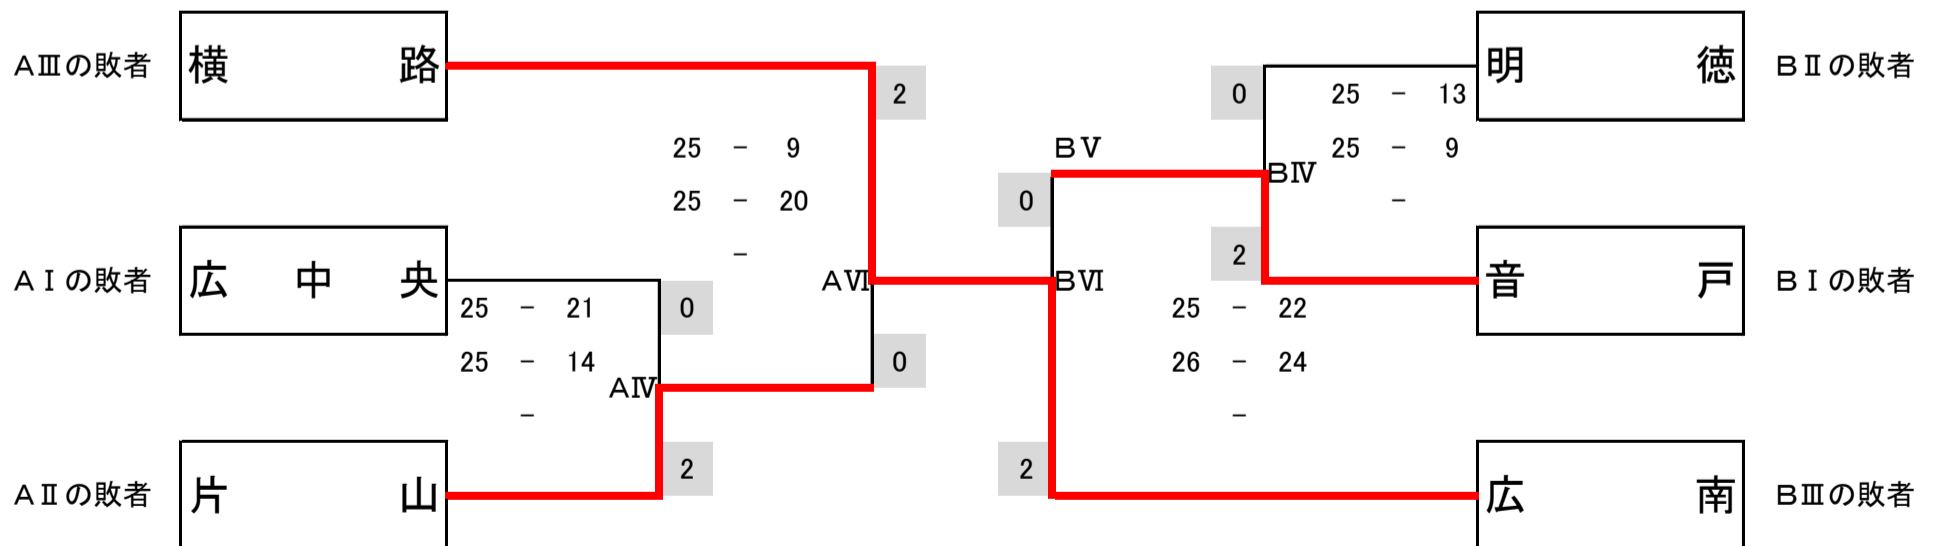 AⅢの敗者 横路 2 0 25 - 13 明徳 BⅡの敗者
25 - 9 BⅤ 25 - 9
BⅣ
25 - 20 0 -
- 2
AⅠの敗者 広中央 AⅥ BⅥ 音戸 BⅠの敗者
25 - 21 0 25 - 22
25 - 14 0 26 - 24
AⅣ
- -
2 2
AⅡの敗者 片山 広南 BⅢの敗者